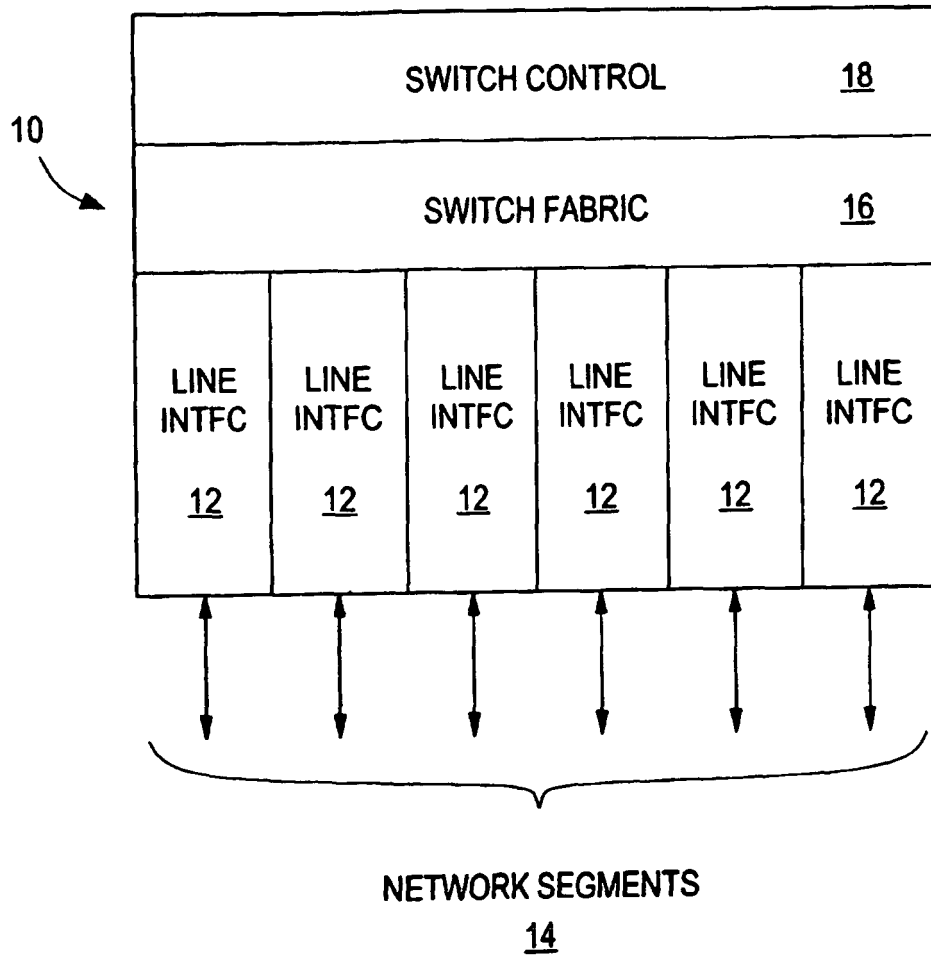 SWITCH CONTROL 18
10
SWITCH FABRIC 16
LINE INTFC 12
LINE INTFC 12
LINE INTFC 12
LINE INTFC 12
LINE INTFC 12
LINE INTFC 12
NETWORK SEGMENTS
14